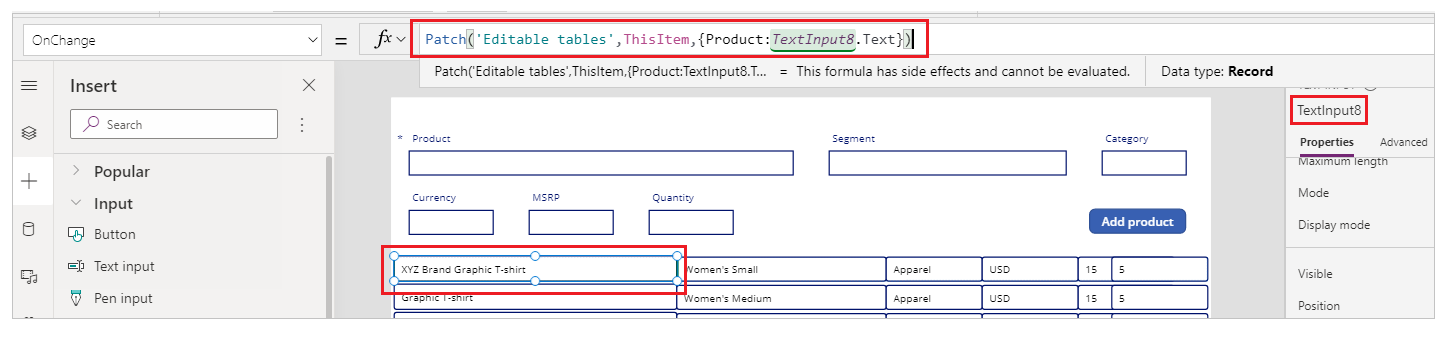 OnChange
=
fx
Patch('Editable tables',ThisItem,{Product:TextInput8.Text})
Patch('Editable tables',ThisItem,{Product:TextInput8.T... = This formula has side effects and cannot be evaluated.
Data type: Record
Insert
Search
Popular
Input
Button
Text input
Pen input
* Product
Segment
Category
Currency
MSRP
Quantity
Add product
XYZ Brand Graphic T-shirt
Women's Small
Apparel
USD
15
5
Graphic T-shirt
Women's Medium
Apparel
USD
15
5
TextInput8
Properties
Advanced
Maximum length
Mode
Display mode
Visible
Position